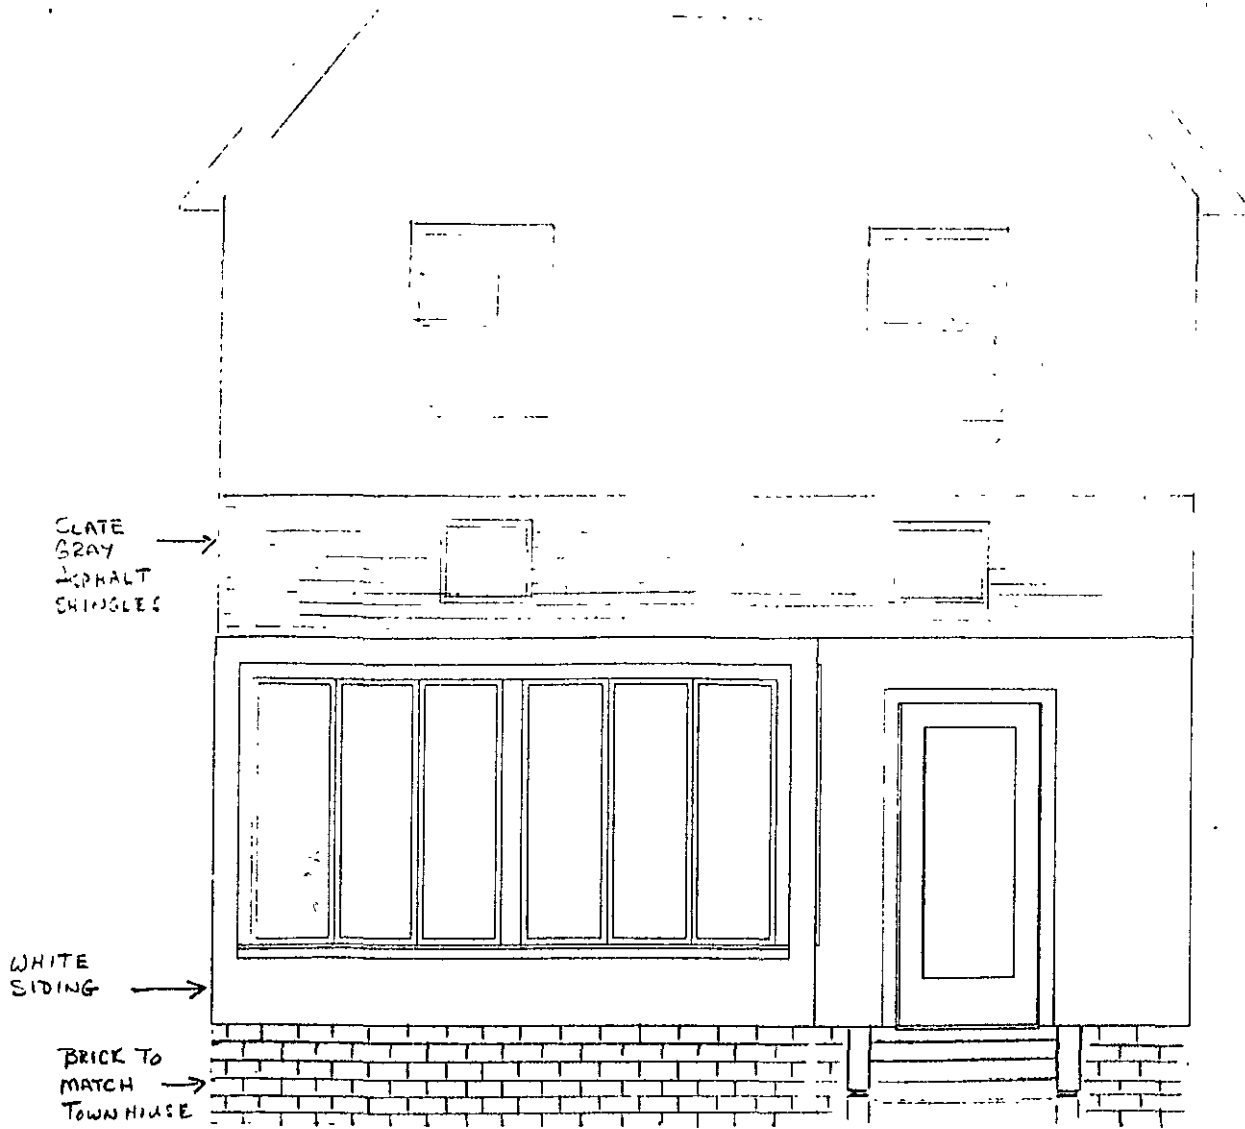 SLATE
GRAY
ASPHALT
SHINGLES
WHITE
SIDING
BRICK TO
MATCH
TOWNHOUSE